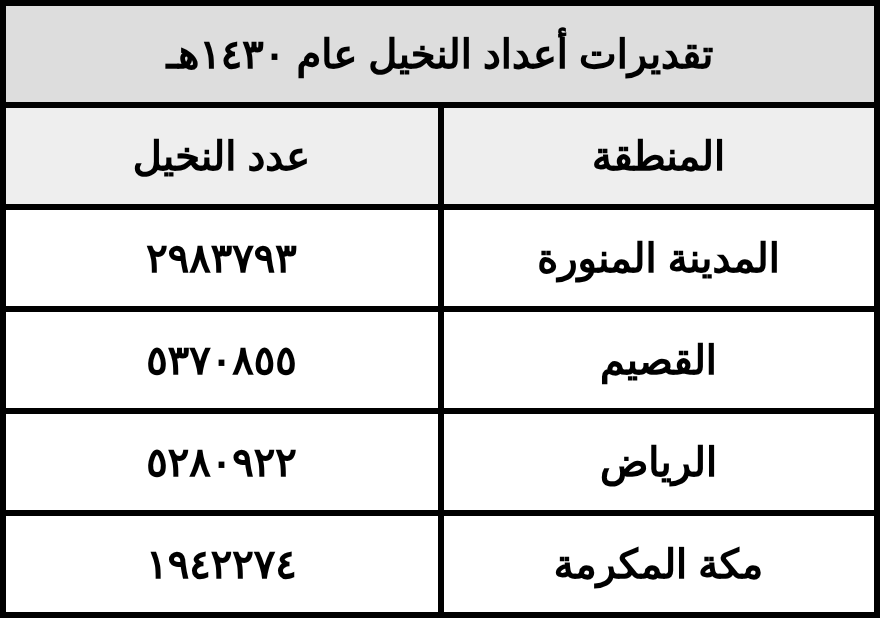 تقديرات أعداد النخيل عام ١٤٣٠هـ
المنطقة عدد النخيل
المدينة المنورة ٢٩٨٣٧٩٣
القصيم ٥٣٧٠٨٥٥
الرياض ٥٢٨٠٩٢٢
مكة المكرمة ١٩٤٢٢٧٤